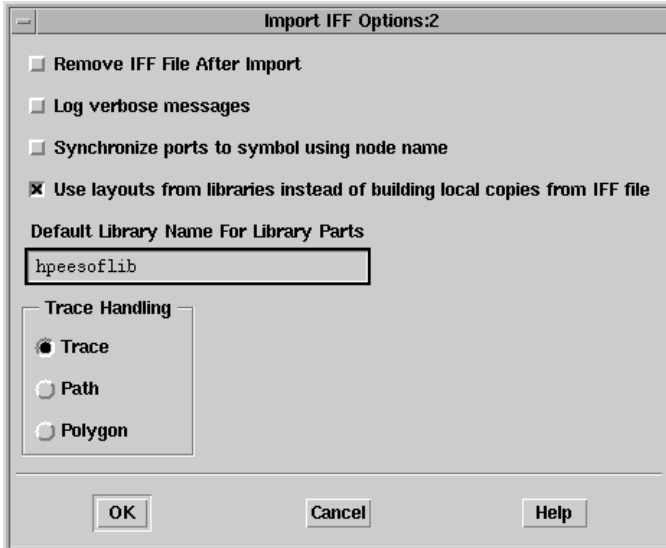 Import IFF Options:2
Remove IFF File After Import
Log verbose messages
Synchronize ports to symbol using node name
Use layouts from libraries instead of building local copies from IFF file
Default Library Name For Library Parts
hpeesoflib
Trace Handling
Trace
Path
Polygon
OK Cancel Help